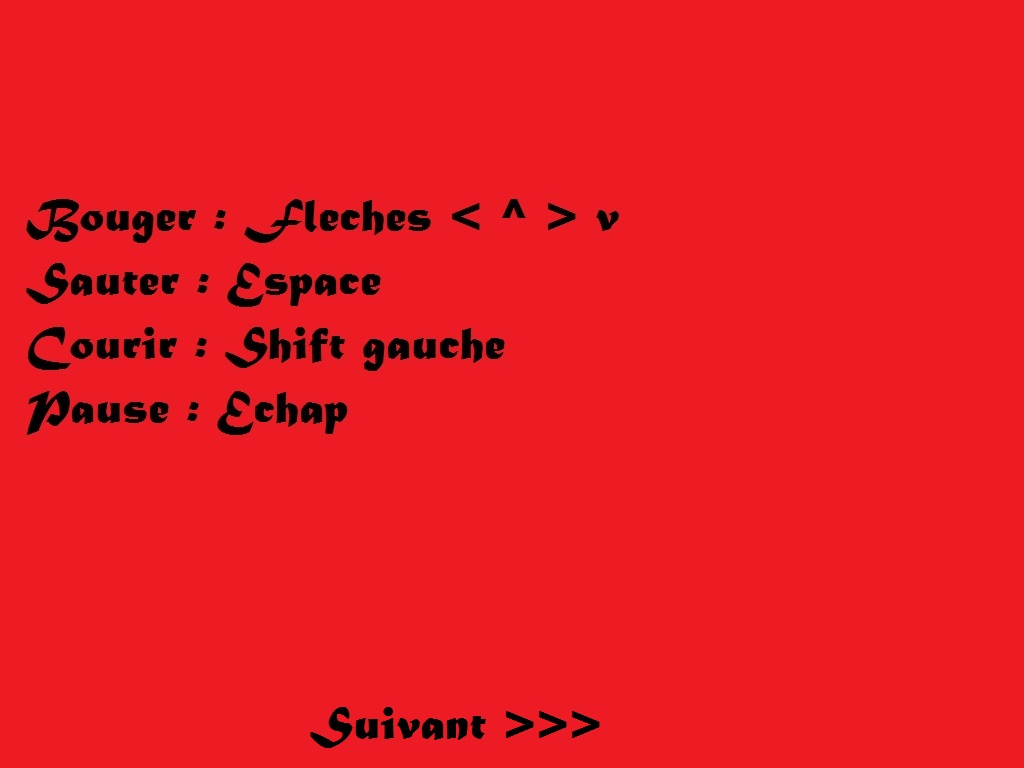 Bouger : Fleches < ^ > v
Sauter : Espace
Courir : Shift gauche
Pause : Echap
Suivant >>>